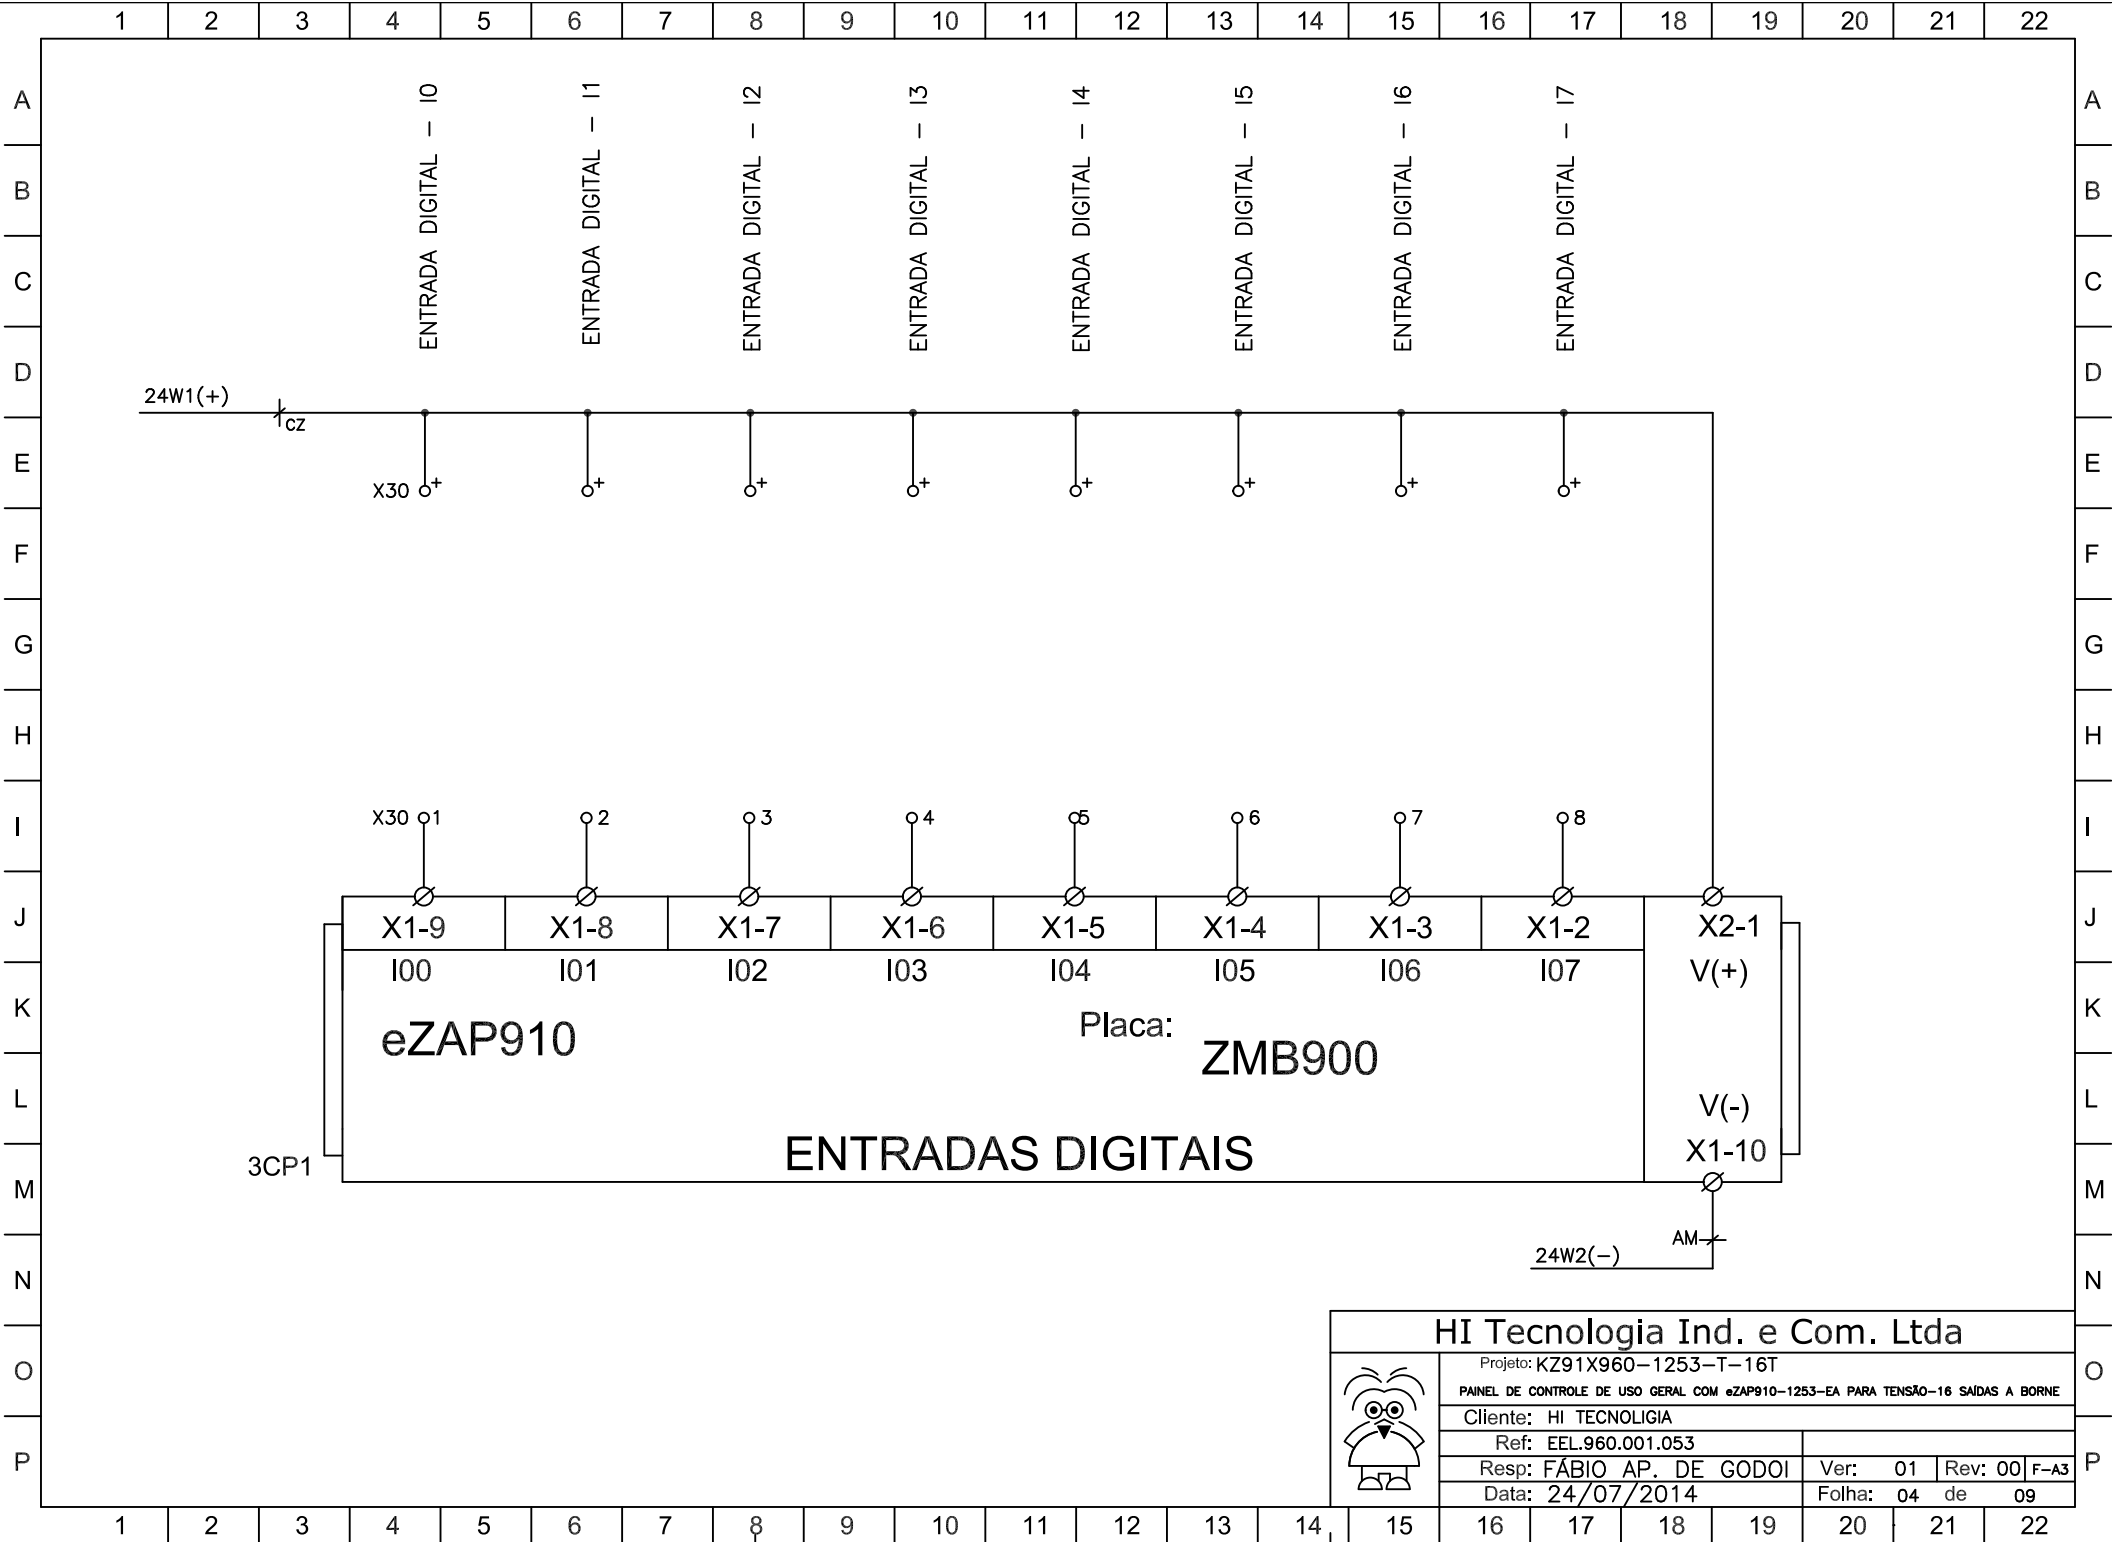 1 2 3 4 5 6 7 8 9 10 11 12 13 14 15 16 17 18 19 20 21 22
A A
B B
C C
D D
E E
F F
G G
H H
I I
J J
K K
L L
M M
N N
O O
P P
ENTRADA DIGITAL - I0
ENTRADA DIGITAL - I1
ENTRADA DIGITAL - I2
ENTRADA DIGITAL - I3
ENTRADA DIGITAL - I4
ENTRADA DIGITAL - I5
ENTRADA DIGITAL - I6
ENTRADA DIGITAL - I7
24W1(+)
CZ
X30 + + + + + + + +
X30 1 2 3 4 5 6 7 8
X1-9 X1-8 X1-7 X1-6 X1-5 X1-4 X1-3 X1-2 X2-1
I00 I01 I02 I03 I04 I05 I06 I07 V(+)
eZAP910 Placa: ZMB900
V(-)
ENTRADAS DIGITAIS X1-10
3CP1
AM
24W2(-)
HI Tecnologia Ind. e Com. Ltda
Projeto: KZ91X960-1253-T-16T
PAINEL DE CONTROLE DE USO GERAL COM eZAP910-1253-EA PARA TENSÃO-16 SAÍDAS A BORNE
Cliente: HI TECNOLIGIA
Ref: EEL.960.001.053
Resp: FÁBIO AP. DE GODOI Ver: 01 Rev: 00 F-A3
Data: 24/07/2014 Folha: 04 de 09
1 2 3 4 5 6 7 8 9 10 11 12 13 14 15 16 17 18 19 20 21 22